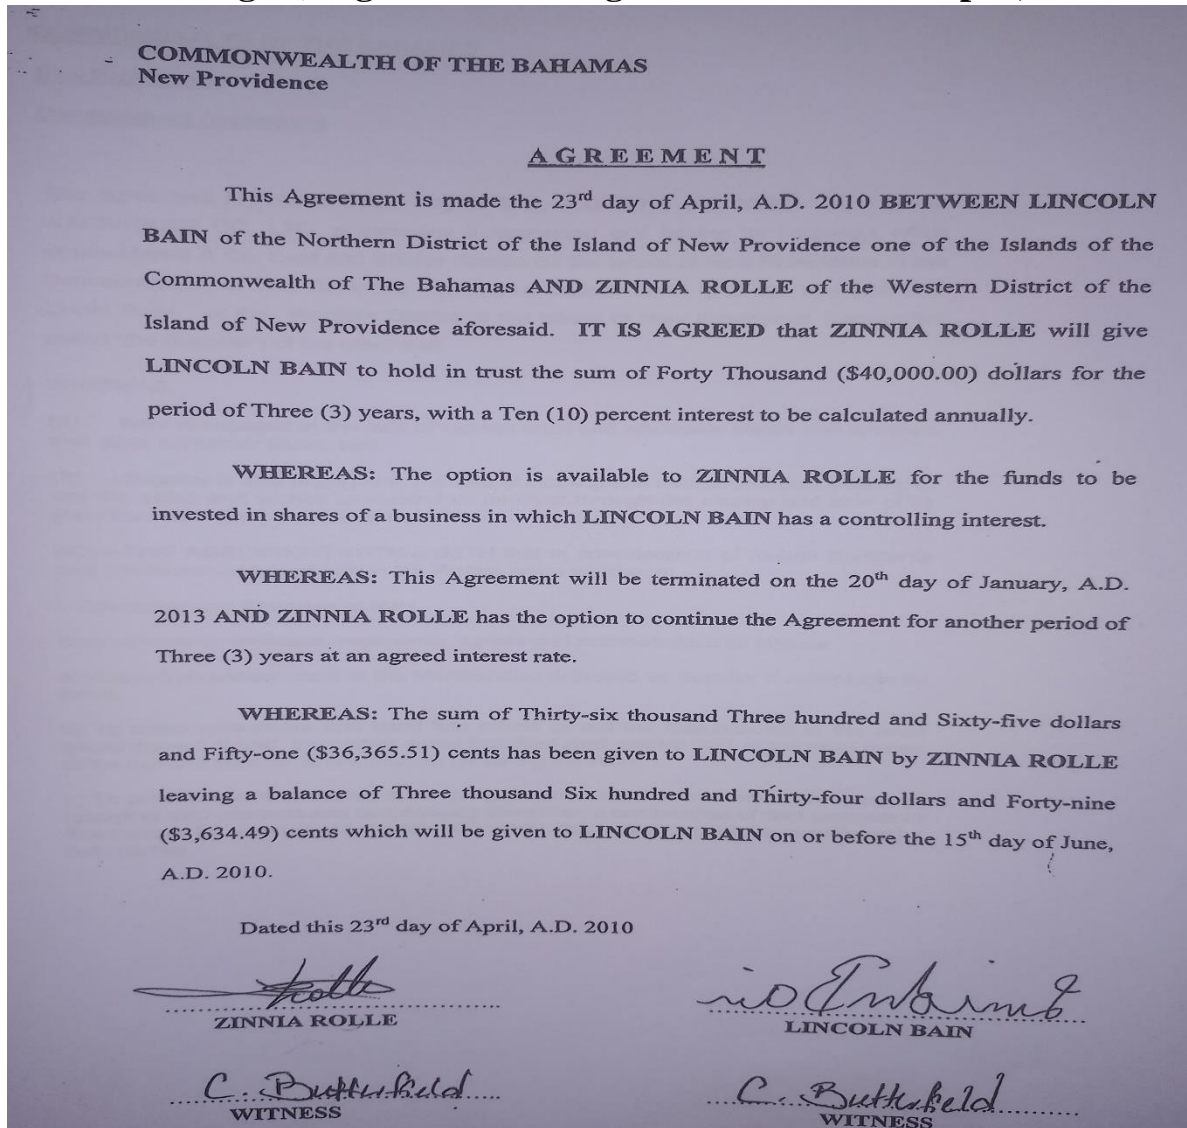 COMMONWEALTH OF THE BAHAMAS
New Providence
AGREEMENT
This Agreement is made the 23rd day of April, A.D. 2010 BETWEEN LINCOLN
BAIN of the Northern District of the Island of New Providence one of the Islands of the
Commonwealth of The Bahamas AND ZINNIA ROLLE of the Western District of the
Island of New Providence aforesaid. IT IS AGREED that ZINNIA ROLLE will give
LINCOLN BAIN to hold in trust the sum of Forty Thousand ($40,000.00) dollars for the
period of Three (3) years, with a Ten (10) percent interest to be calculated annually.
WHEREAS: The option is available to ZINNIA ROLLE for the funds to be
invested in shares of a business in which LINCOLN BAIN has a controlling interest.
WHEREAS: This Agreement will be terminated on the 20th day of January, A.D.
2013 AND ZINNIA ROLLE has the option to continue the Agreement for another period of
Three (3) years at an agreed interest rate.
WHEREAS: The sum of Thirty-six thousand Three hundred and Sixty-five dollars
and Fifty-one ($36,365.51) cents has been given to LINCOLN BAIN by ZINNIA ROLLE
leaving a balance of Three thousand Six hundred and Thirty-four dollars and Forty-nine
($3,634.49) cents which will be given to LINCOLN BAIN on or before the 15th day of June,
A.D. 2010.
Dated this 23rd day of April, A.D. 2010
ZINNIA ROLLE
LINCOLN BAIN
C. Butterfield
C. Butterfield
WITNESS
WITNESS